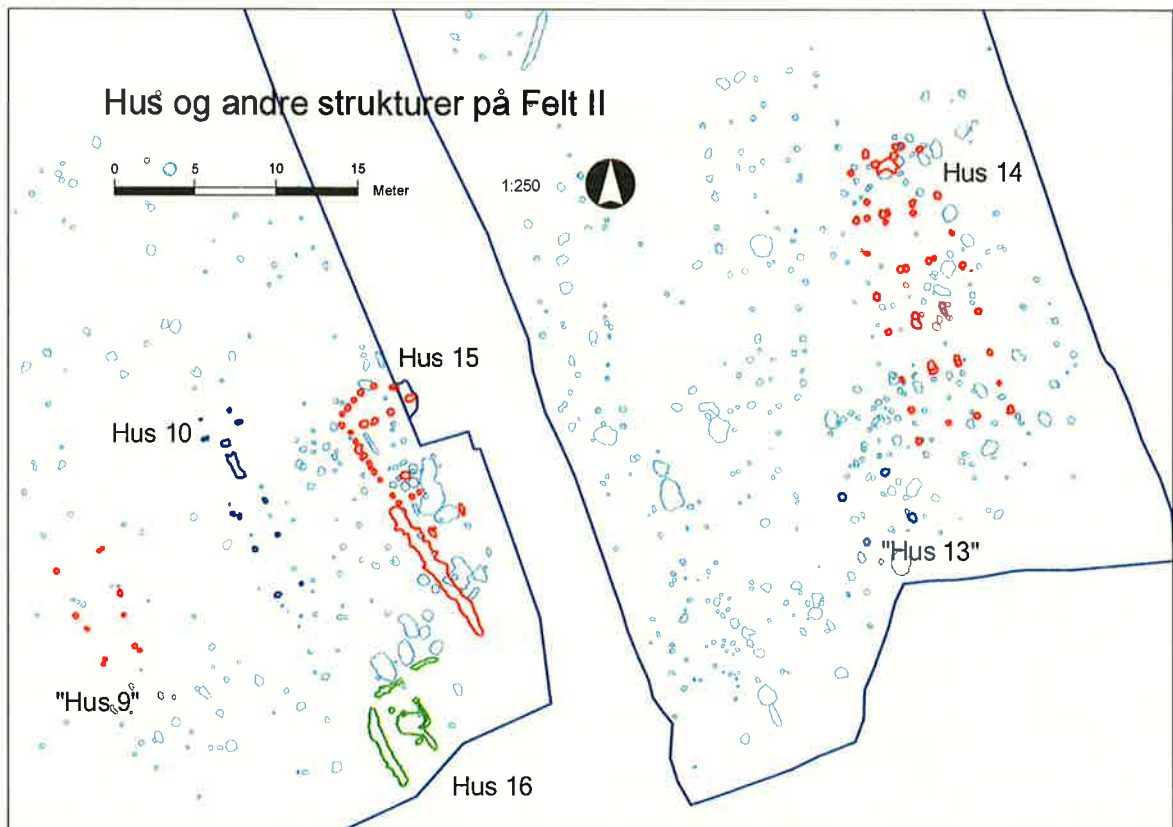 Hus og andre strukturer på Felt II
0 5 10 15 Meter
1:250
Hus 14
Hus 15
Hus 10
"Hus 13"
"Hus 9"
Hus 16